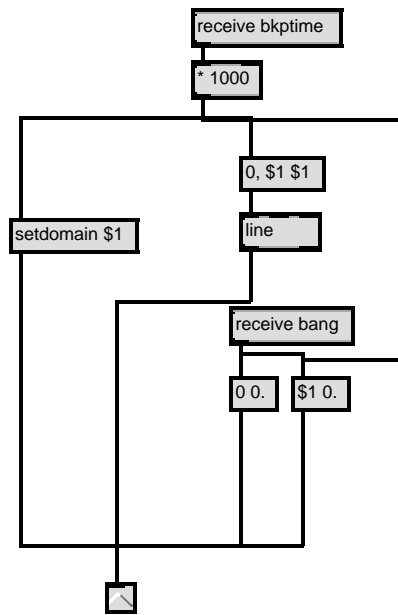 receive bkptime
* 1000
0, $1 $1
setdomain $1
line
receive bang
0 0.
$1 0.